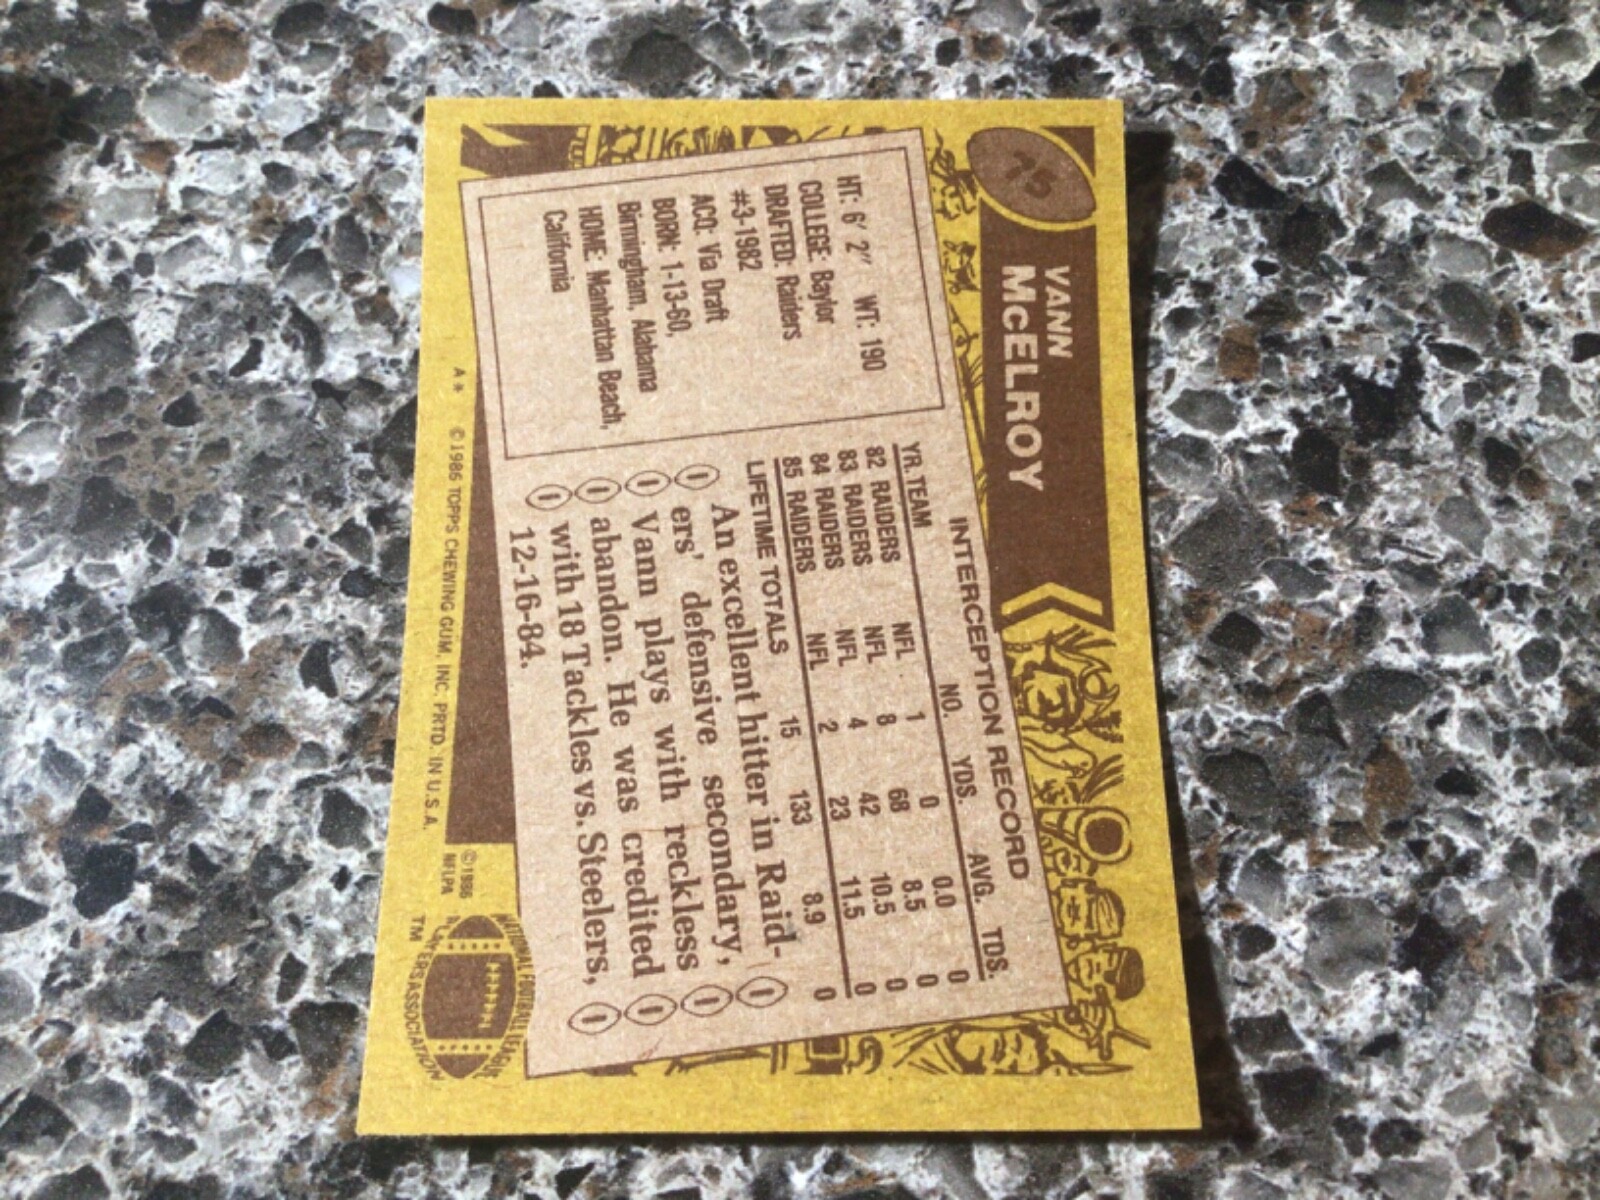 75
VANN
McELROY
HT: 6' 2" WT: 190
COLLEGE: Baylor
DRAFTED: Raiders
#3-1982
ACQ: Via Draft
BORN: 1-13-60,
Birmingham, Alabama
HOME: Manhattan Beach,
California
INTERCEPTION RECORD
YR. TEAM NO. YDS. AVG. TDS.
82 RAIDERS NFL 1 0 0.0 0
83 RAIDERS NFL 8 68 8.5 0
84 RAIDERS NFL 4 42 10.5 0
85 RAIDERS NFL 2 23 11.5 0
LIFETIME TOTALS 15 133 8.9 0
An excellent hitter in Raid-
ers' defensive secondary,
Vann plays with reckless
abandon. He was credited
with 18 Tackles vs. Steelers,
12-16-84.
A* ©1986 TOPPS CHEWING GUM, INC. PRTD. IN U.S.A.
©1986
NFLPA
NATIONAL FOOTBALL LEAGUE
PLAYERS ASSOCIATION
TM